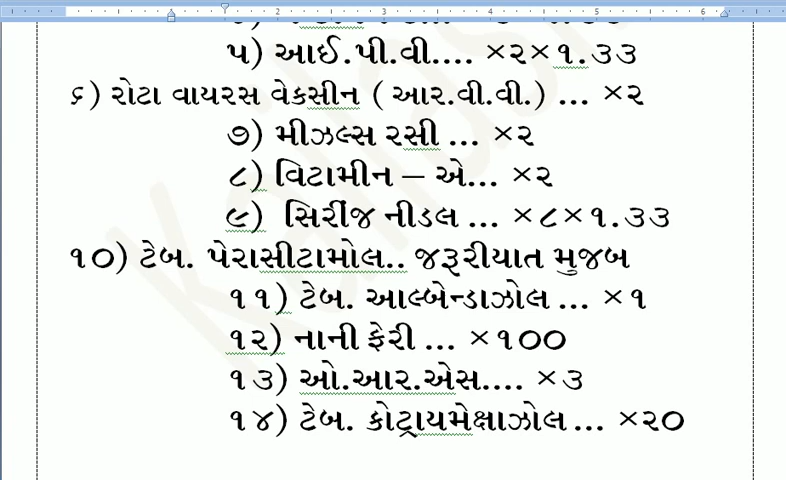 ૫) આઈ.પી.વી.... ×૨×૧.૩૩
૬) રોટા વાયરસ વેકસીન ( આર.વી.વી.) ... ×૨
૭) મીઝલ્સ રસી ... ×૨
૮) વિટામીન – એ... ×૨
૯) સિરીંજ નીડલ ... ×૮×૧.૩૩
૧૦) ટેબ. પેરાસીટામોલ.. જરૂરીયાત મુજબ
૧૧) ટેબ. આલ્બેન્ડાઝોલ ... ×૧
૧૨) નાની ફેરી ... ×૧૦૦
૧૩) ઓ.આર.એસ.... ×૩
૧૪) ટેબ. કોટ્રાયમેક્ષાઝોલ ... ×૨૦